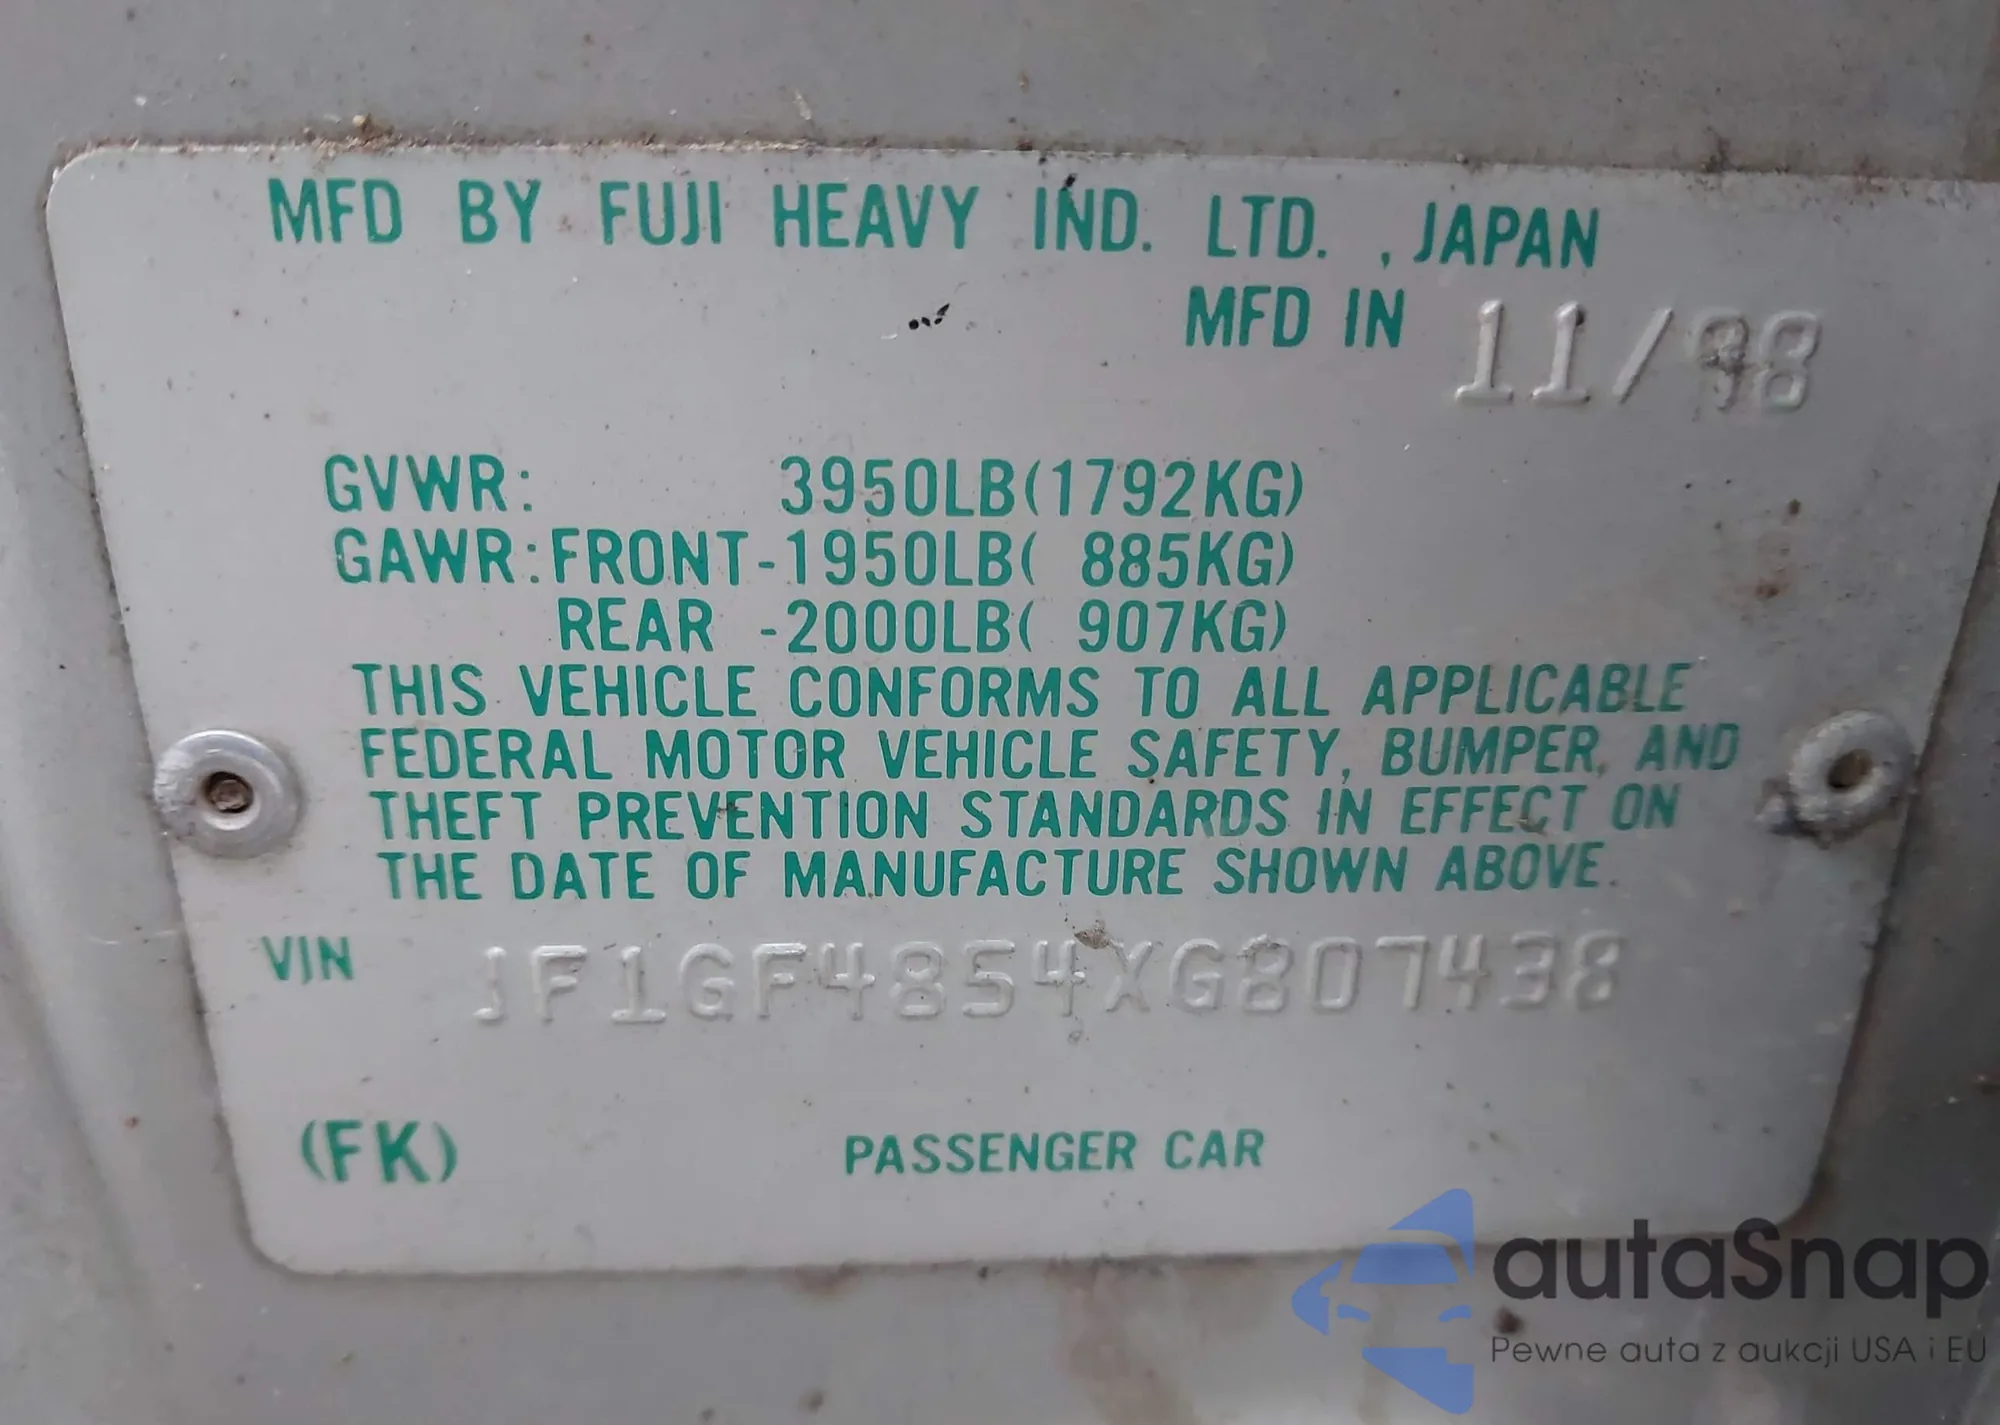 MFD BY FUJI HEAVY IND. LTD. , JAPAN
MFD IN 11/98
GVWR: 3950LB(1792KG)
GAWR:FRONT-1950LB( 885KG)
REAR -2000LB( 907KG)
THIS VEHICLE CONFORMS TO ALL APPLICABLE
FEDERAL MOTOR VEHICLE SAFETY, BUMPER, AND
THEFT PREVENTION STANDARDS IN EFFECT ON
THE DATE OF MANUFACTURE SHOWN ABOVE.
VIN JF1GF4854XG807438
(FK) PASSENGER CAR
autaSnap
Pewne auta z aukcji USA i EU